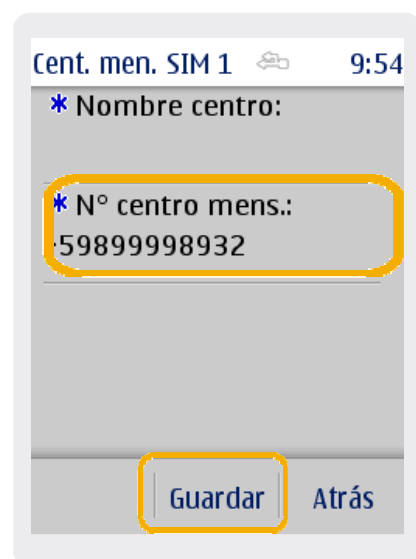 Cent. men. SIM 1 9:54
* Nombre centro:
* N° centro mens.:
+59899998932
Guardar Atrás